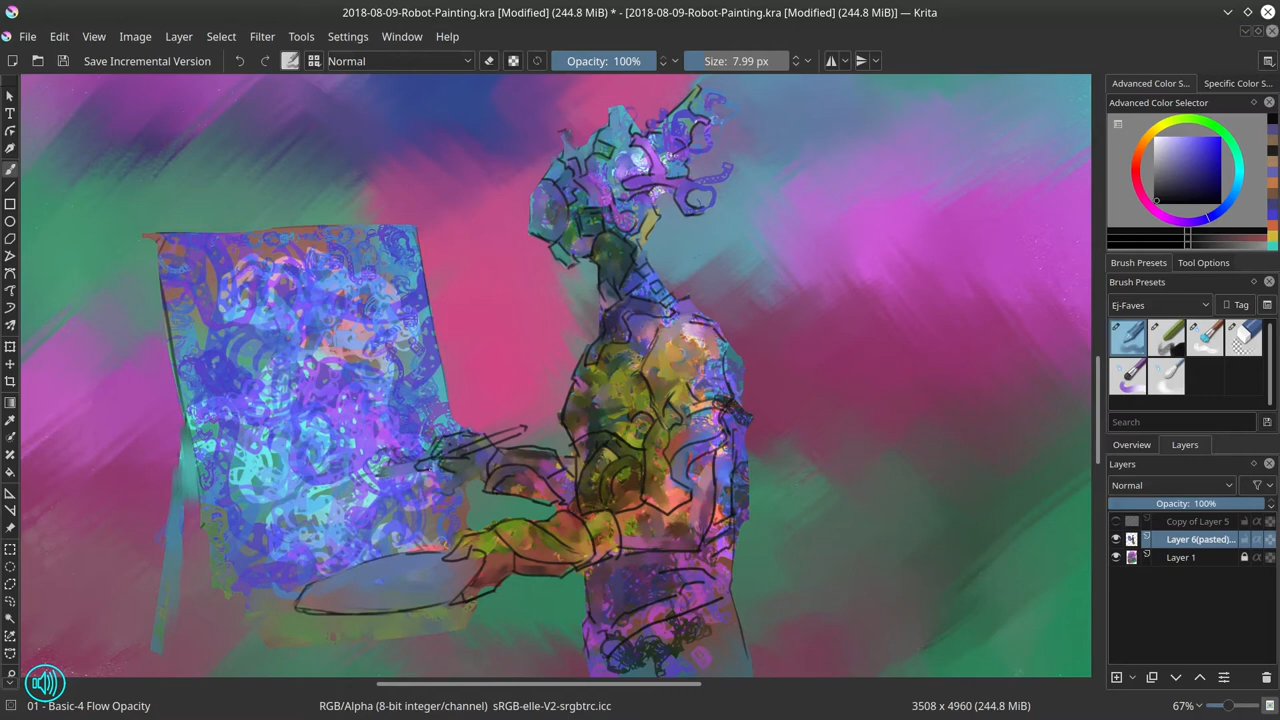 2018-08-09-Robot-Painting.kra [Modified] (244.8 MiB) * - [2018-08-09-Robot-Painting.kra [Modified] (244.8 MiB)] — Krita
File Edit View Image Layer Select Filter Tools Settings Window Help
Save Incremental Version Normal Opacity: 100% Size: 7.99 px
Advanced Color S... Specific Color S...
Advanced Color Selector
Brush Presets Tool Options
Brush Presets
Ej-Faves Tag
Search
Overview Layers
Layers
Normal
Opacity: 100%
Copy of Layer 5
Layer 6(pasted)...
Layer 1
01 - Basic-4 Flow Opacity RGB/Alpha (8-bit integer/channel) sRGB-elle-V2-srgbtrc.icc 3508 x 4960 (244.8 MiB) 67%